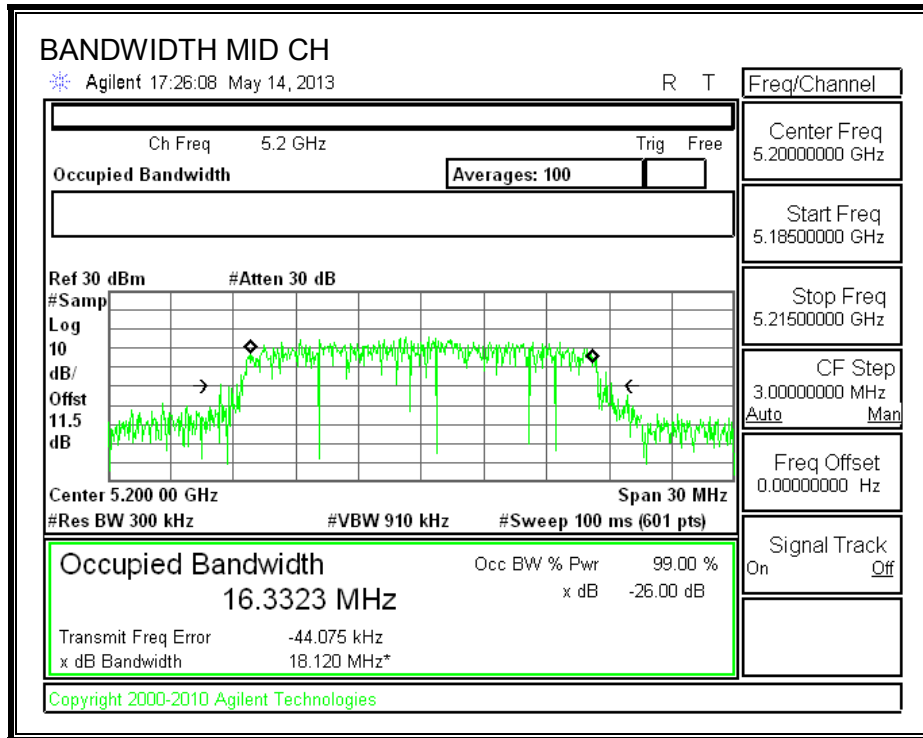 BANDWIDTH MID CH
Agilent 17:26:08 May 14, 2013 R T
Freq/Channel
Ch Freq 5.2 GHz Trig Free
Occupied Bandwidth Averages: 100
Center Freq
5.20000000 GHz
Start Freq
5.18500000 GHz
Stop Freq
5.21500000 GHz
CF Step
3.00000000 MHz
Auto Man
Freq Offset
0.00000000 Hz
Signal Track
On Off
Ref 30 dBm #Atten 30 dB
#Samp
Log
10
dB/
Offst
11.5
dB
Center 5.200 00 GHz Span 30 MHz
#Res BW 300 kHz #VBW 910 kHz #Sweep 100 ms (601 pts)
Occupied Bandwidth Occ BW % Pwr 99.00 %
16.3323 MHz x dB -26.00 dB
Transmit Freq Error -44.075 kHz
x dB Bandwidth 18.120 MHz*
Copyright 2000-2010 Agilent Technologies